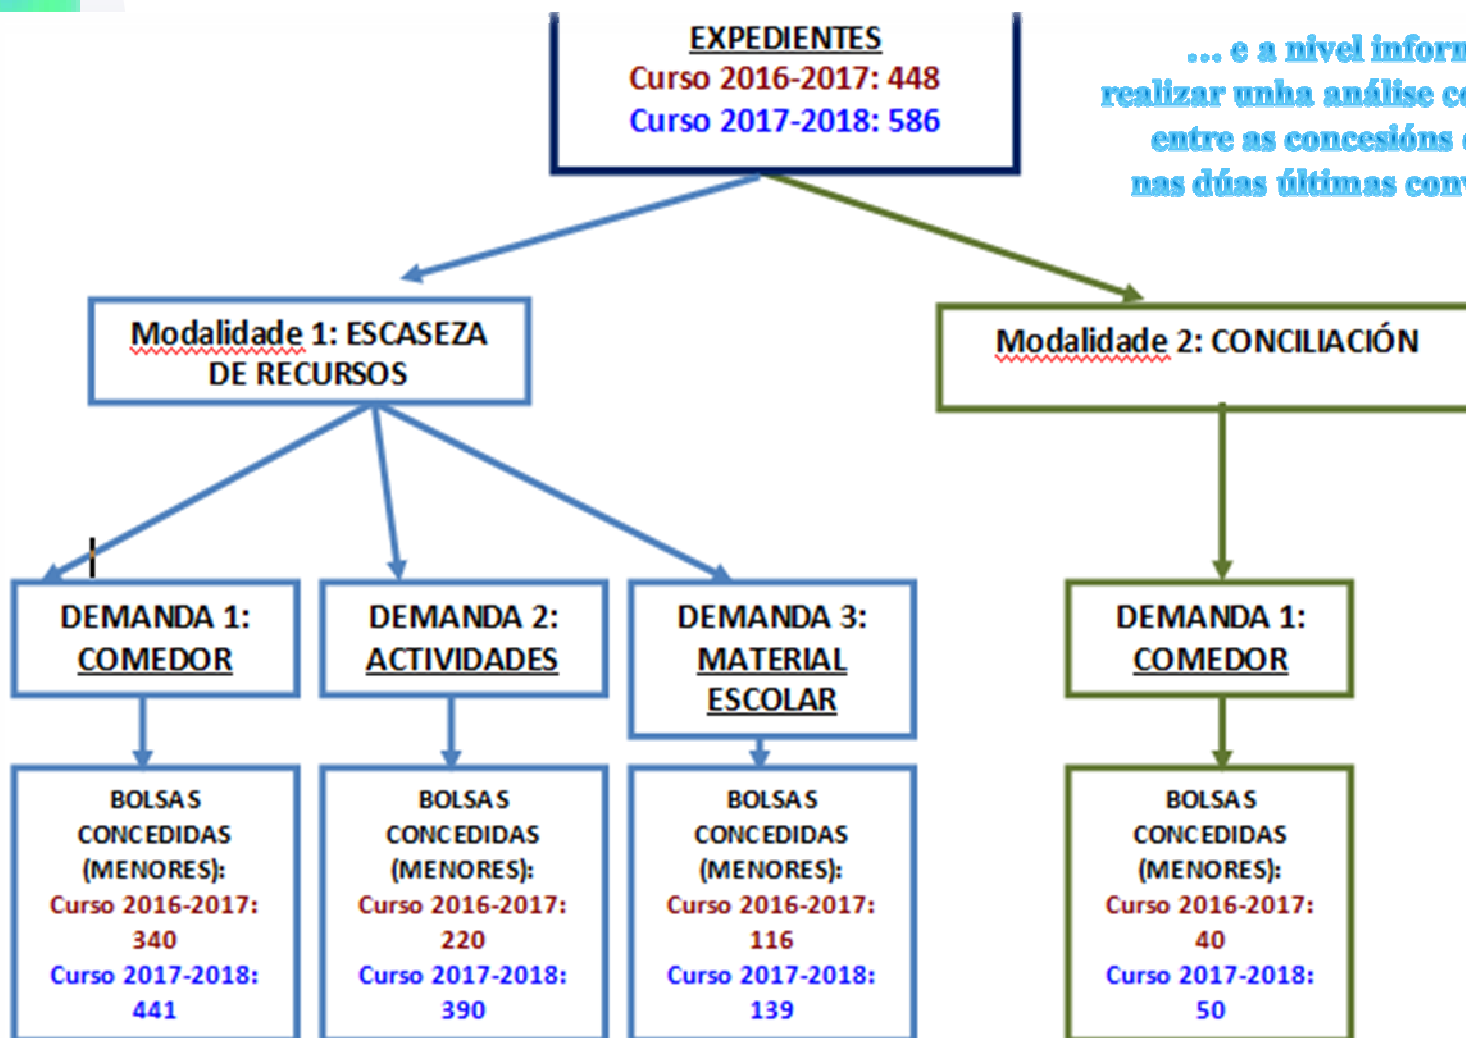 EXPEDIENTES
Curso 2016-2017: 448
Curso 2017-2018: 586
... e a nivel
realizar unha análise
entre as concesións
nas dúas últimas
Modalidade 1: ESCASEZA
DE RECURSOS
Modalidade 2: CONCILIACIÓN
DEMANDA 1:
COMEDOR
DEMANDA 2:
ACTIVIDADES
DEMANDA 3:
MATERIAL
ESCOLAR
DEMANDA 1:
COMEDOR
BOLSAS
CONCEDIDAS
(MENORES):
Curso 2016-2017:
340
Curso 2017-2018:
441
BOLSAS
CONCEDIDAS
(MENORES):
Curso 2016-2017:
220
Curso 2017-2018:
390
BOLSAS
CONCEDIDAS
(MENORES):
Curso 2016-2017:
116
Curso 2017-2018:
139
BOLSAS
CONCEDIDAS
(MENORES):
Curso 2016-2017:
40
Curso 2017-2018:
50